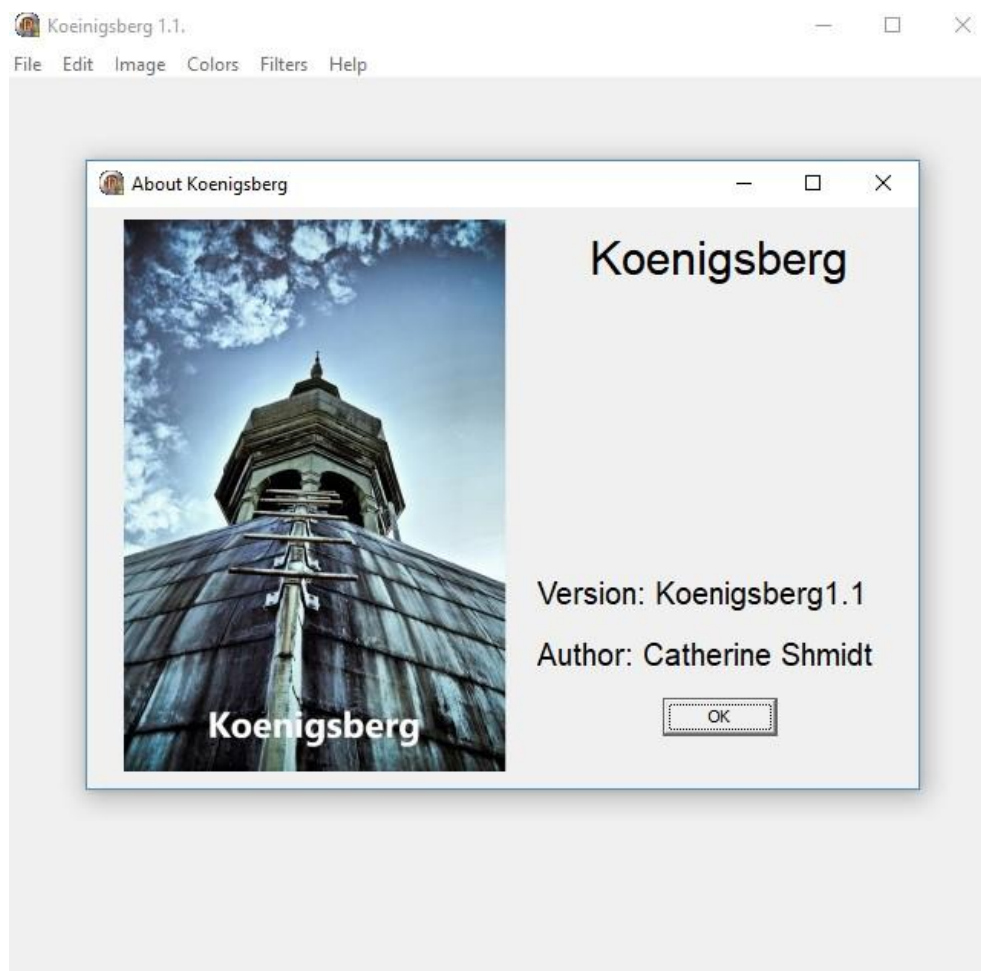 Koeinigsberg 1.1.
File Edit Image Colors Filters Help
About Koenigsberg
Koenigsberg
Version: Koenigsberg1.1
Author: Catherine Shmidt
OK
Koenigsberg